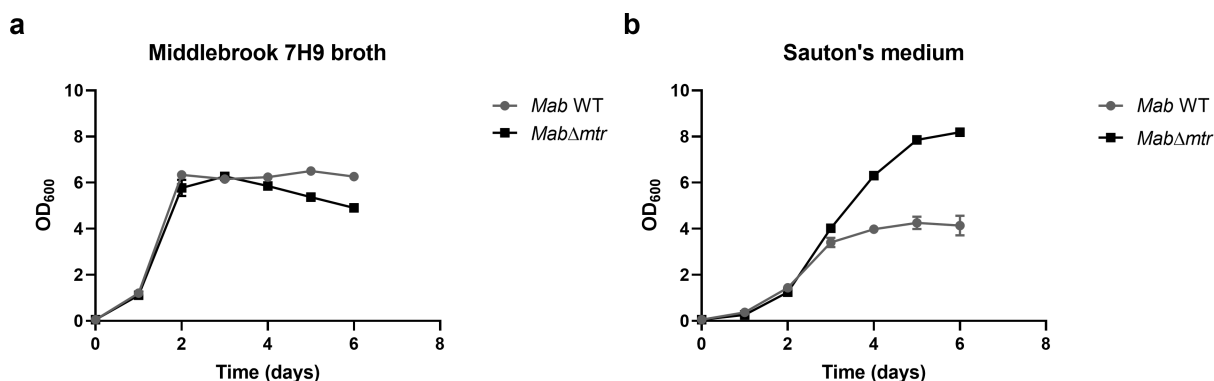 a
Middlebrook 7H9 broth
10
8
6
4
2
0
OD600
0 2 4 6 8
Time (days)
Mab WT
MabΔmtr
b
Sauton's medium
10
8
6
4
2
0
OD600
0 2 4 6 8
Time (days)
Mab WT
MabΔmtr